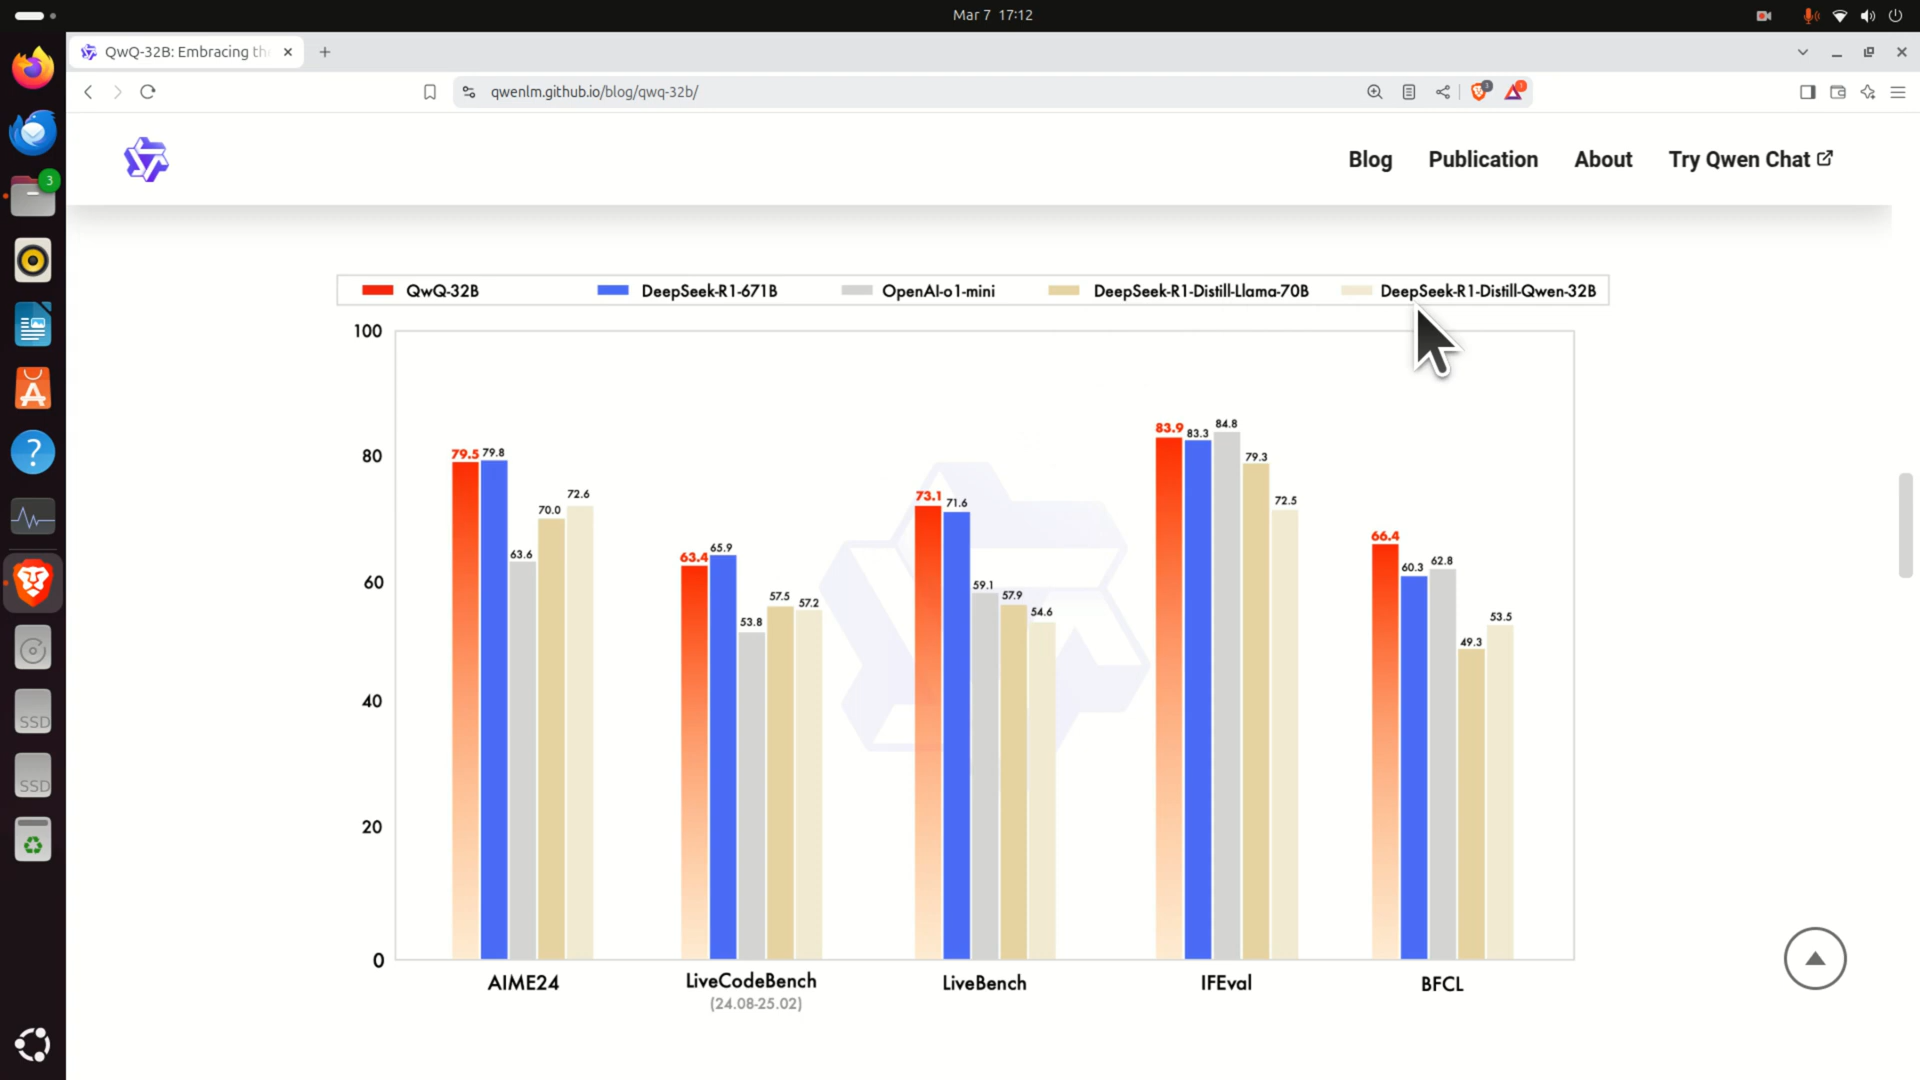 Mar 7 17:12
QwQ-32B: Embracing th
qwenlm.github.io/blog/qwq-32b/
3
1
3
Blog Publication About Try Qwen Chat
QwQ-32B DeepSeek-R1-671B OpenAI-o1-mini DeepSeek-R1-Distill-Llama-70B DeepSeek-R1-Distill-Qwen-32B
100
80
60
40
20
0
79.5 79.8 63.6 70.0 72.6
63.4 65.9 53.8 57.5 57.2
73.1 71.6 59.1 57.9 54.6
83.9 83.3 84.8 79.3 72.5
66.4 60.3 62.8 49.3 53.5
AIME24 LiveCodeBench LiveBench IFEval BFCL
(24.08-25.02)
SSD
SSD